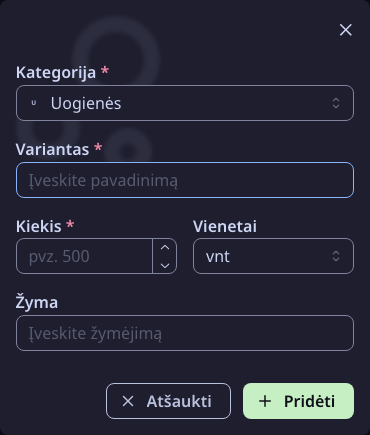 Kategorija *
U Uogienės
Variantas *
Įveskite pavadinimą
Kiekis * Vienetai
pvz. 500 vnt
Žyma
Įveskite žymėjimą
Atšaukti Pridėti